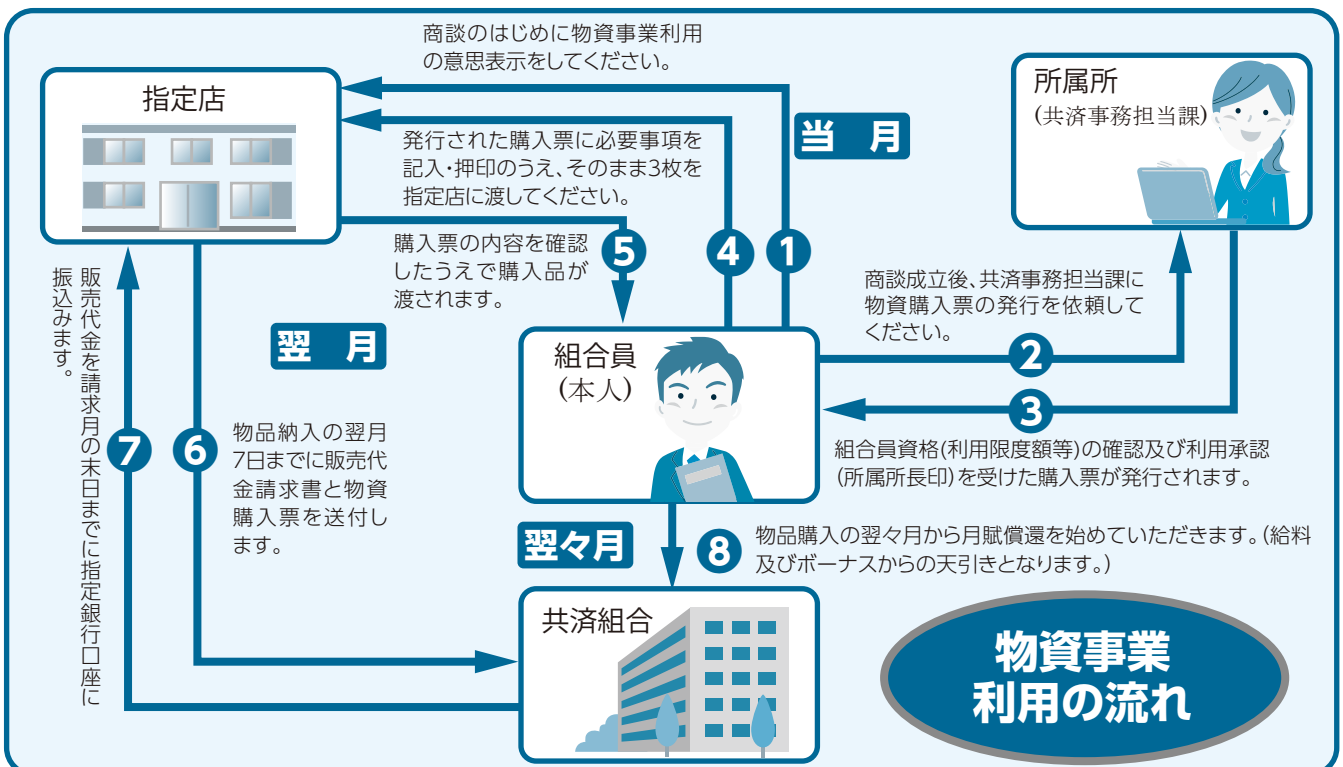 商談のはじめに物資事業利用
の意思表示をしてください。
指定店
所属所
(共済事務担当課)
当 月
発行された購入票に必要事項を
記入・押印のうえ、そのまま3枚を
指定店に渡してください。
5
4
1
購入票の内容を確認
したうえで購入品が
渡されます。
商談成立後、共済事務担当課に
物資購入票の発行を依頼して
ください。
2
翌 月
組合員
(本人)
3
組合員資格(利用限度額等)の確認及び利用承認
(所属所長印)を受けた購入票が発行されます。
販売代金を請求月の末日までに指定銀行口座に
振込みます。
7
6
物品納入の翌月
7日までに販売代
金請求書と物資
購入票を送付し
ます。
翌々月
8
物品購入の翌々月から月賦償還を始めていただきます。(給料
及びボーナスからの天引きとなります。)
共済組合
物資事業
利用の流れ